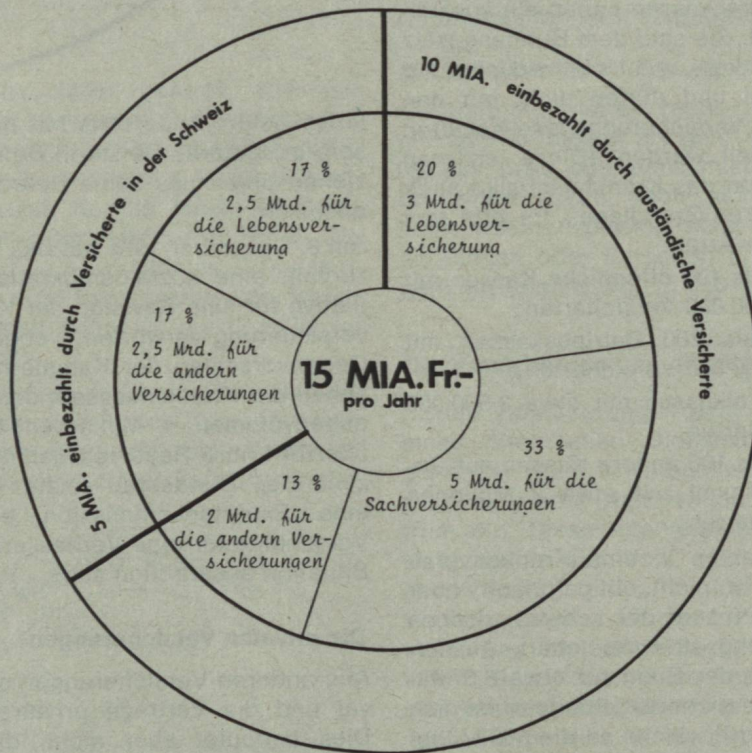 5 MIA. einbezahlt durch Versicherte in der Schweiz
10 MIA. einbezahlt durch ausländische Versicherte
17 %
2,5 Mrd. für
die Lebensver-
sicherung
20 %
3 Mrd. für die
Lebensver-
sicherung
17 %
2,5 Mrd. für
die andern
Versicherungen
15 MIA. Fr.-
pro Jahr
33 %
5 Mrd. für die
Sachversicherungen
13 %
2 Mrd. für
die andern Ver-
sicherungen